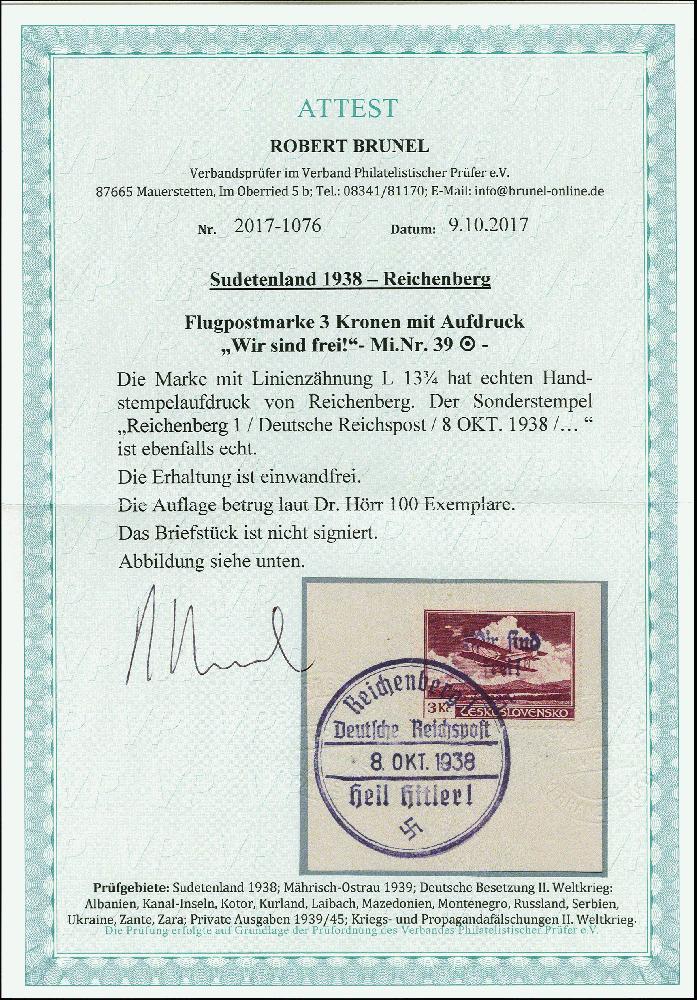 ATTEST
ROBERT BRUNEL
Verbandsprüfer im Verband Philatelistischer Prüfer e.V.
87665 Mauerstetten, Im Oberried 5 b; Tel.: 08341/81170; E-Mail: info@brunel-online.de
Nr. 2017-1076 Datum: 9.10.2017
Sudetenland 1938 – Reichenberg
Flugpostmarke 3 Kronen mit Aufdruck
„Wir sind frei!“- Mi.Nr. 39 ⊙ -
Die Marke mit Linienzähnung L 13¾ hat echten Hand-
stempelaufdruck von Reichenberg. Der Sonderstempel
„Reichenberg 1 / Deutsche Reichspost / 8 OKT. 1938 /... “
ist ebenfalls echt.
Die Erhaltung ist einwandfrei.
Die Auflage betrug laut Dr. Hörr 100 Exemplare.
Das Briefstück ist nicht signiert.
Abbildung siehe unten.
Wir sind
3 Kč ČESKOSLOVENSKO
Reichenberg
Deutsche Reichspost
8. OKT. 1938
Heil Hitler!
Prüfgebiete: Sudetenland 1938; Mährisch-Ostrau 1939; Deutsche Besetzung II. Weltkrieg:
Albanien, Kanal-Inseln, Kotor, Kurland, Laibach, Mazedonien, Montenegro, Russland, Serbien,
Ukraine, Zante, Zara; Private Ausgaben 1939/45; Kriegs- und Propagandafälschungen II. Weltkrieg.
Die Prüfung erfolgte auf Grundlage der Prüfordnung des Verbandes Philatelistischer Prüfer e.V.